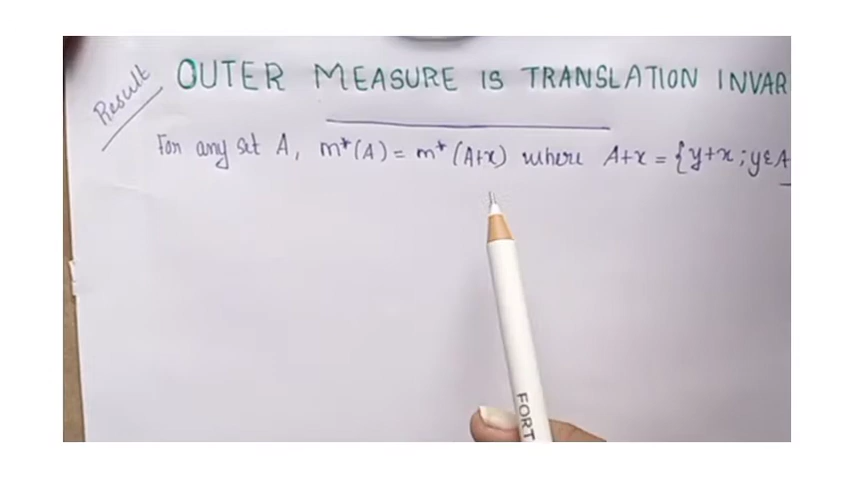 Result
OUTER MEASURE IS TRANSLATION INVAR
For any set A, m*(A) = m*(A+x) where A+x = {y+x ; y ε A
FORT